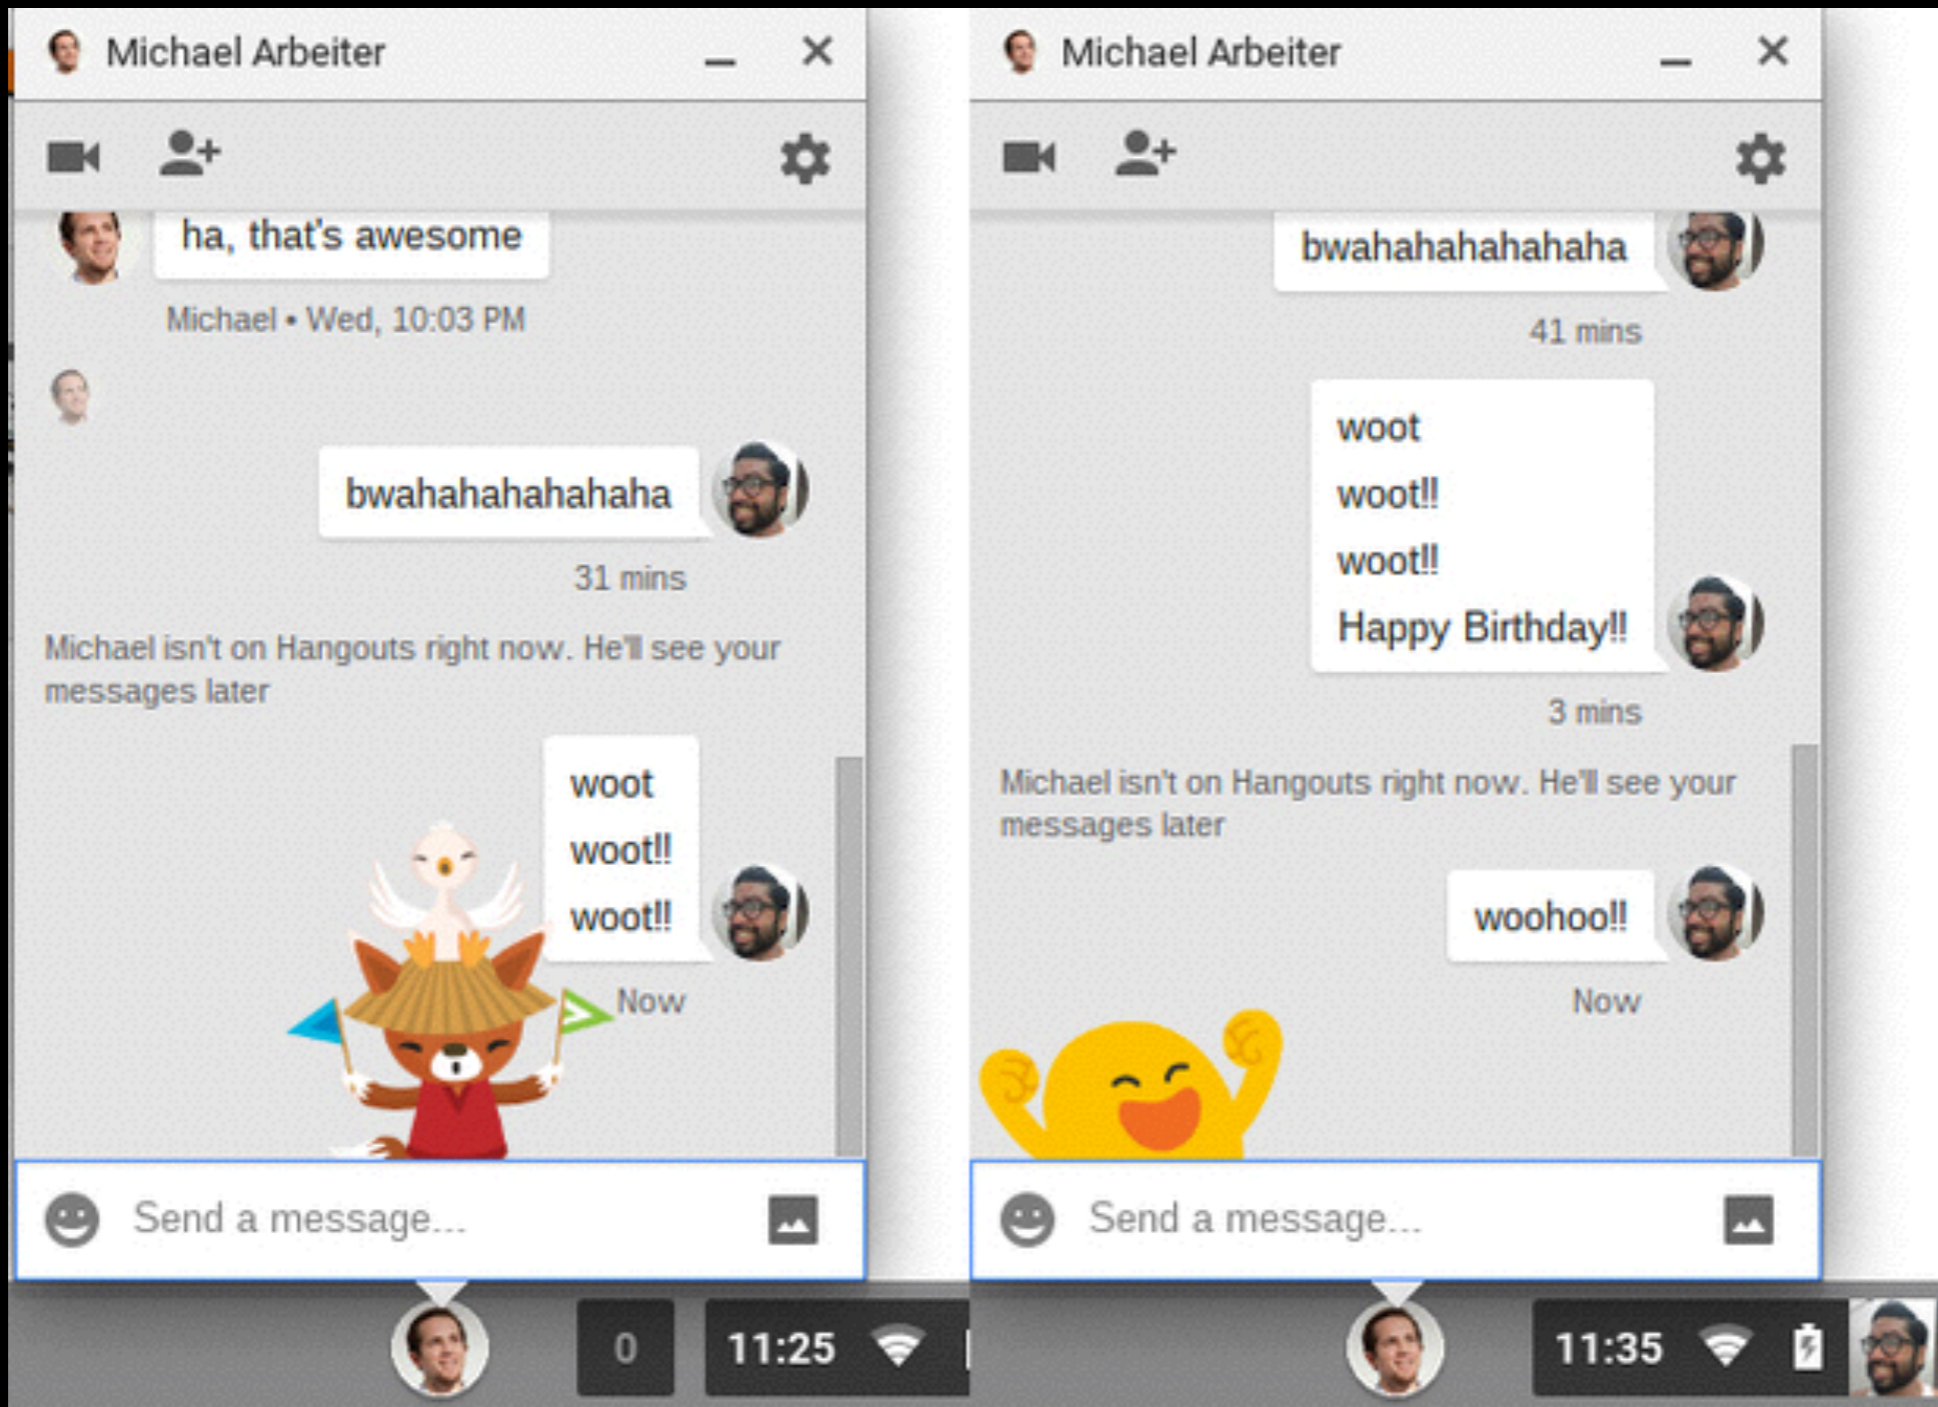 Michael Arbeiter
ha, that's awesome
Michael • Wed, 10:03 PM
bwahahahahahaha
31 mins
Michael isn't on Hangouts right now. He'll see your
messages later
woot
woot!!
woot!!
Now
Send a message...
0
11:25
Michael Arbeiter
bwahahahahahaha
41 mins
woot
woot!!
woot!!
Happy Birthday!!
3 mins
Michael isn't on Hangouts right now. He'll see your
messages later
woohoo!!
Now
Send a message...
11:35